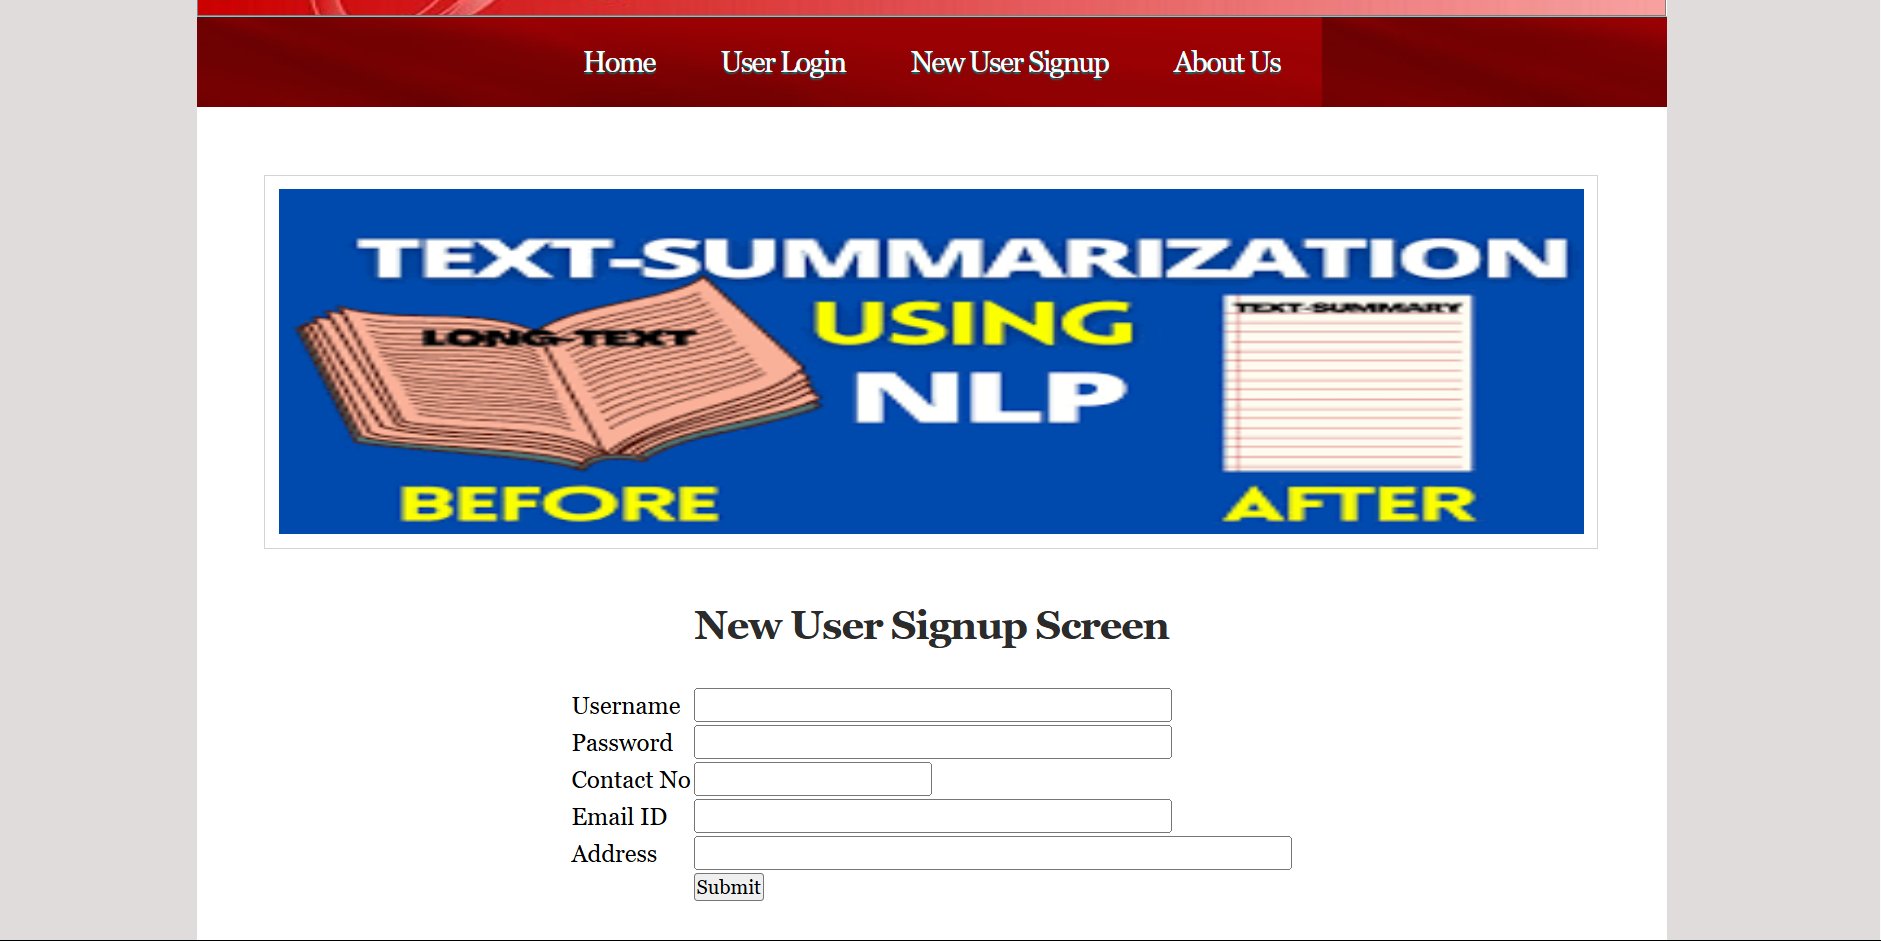 Home User Login New User Signup About Us
TEXT-SUMMARIZATION
LONG-TEXT
USING
NLP
TEXT-SUMMARY
BEFORE
AFTER
New User Signup Screen
Username
Password
Contact No
Email ID
Address
Submit